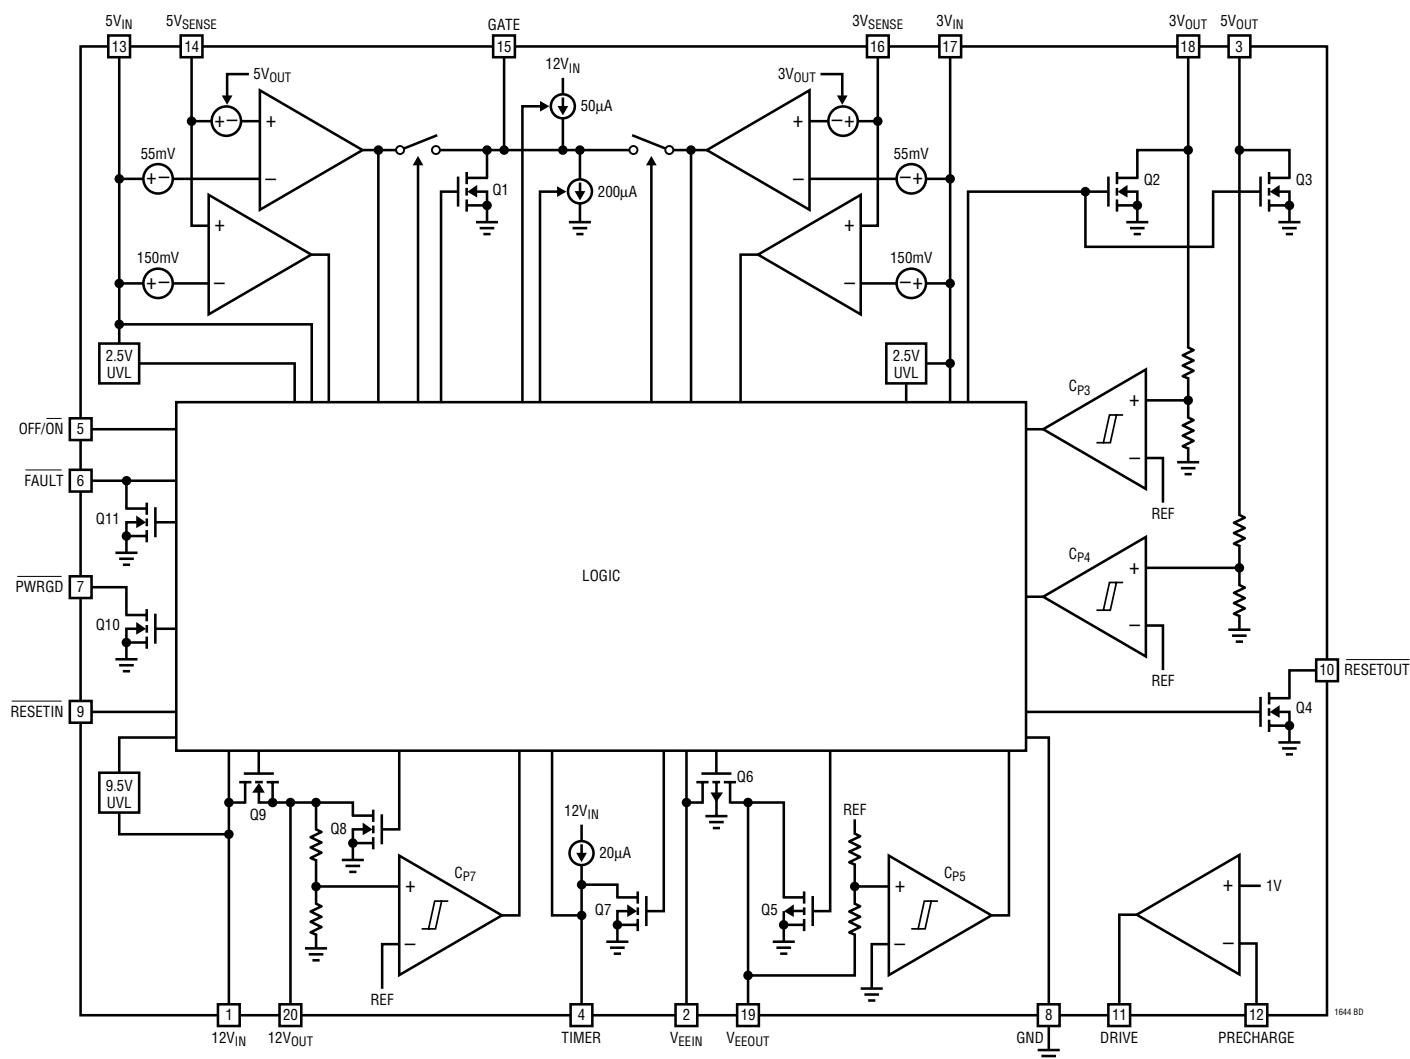 5VIN
5VSENSE
GATE
3VSENSE
3VIN
3VOUT
5VOUT
13
14
15
16
17
18
3
5VOUT
12VIN
3VOUT
+–
+
50µA
+
–+
55mV
55mV
+–
–
Q1
200µA
–
–+
Q2
Q3
+
+
150mV
150mV
+–
–
–
–+
2.5V
UVL
2.5V
UVL
CP3
+
–
REF
OFF/ON
5
FAULT
6
Q11
LOGIC
CP4
+
–
REF
PWRGD
7
Q10
10
RESETOUT
RESETIN
9
Q4
9.5V
UVL
Q9
Q8
Q6
12VIN
REF
20µA
CP7
+
–
REF
Q7
Q5
CP5
+
–
+
1V
–
1
20
4
2
19
8
11
12
1644 BD
12VIN
12VOUT
TIMER
VEEIN
VEEOUT
GND
DRIVE
PRECHARGE